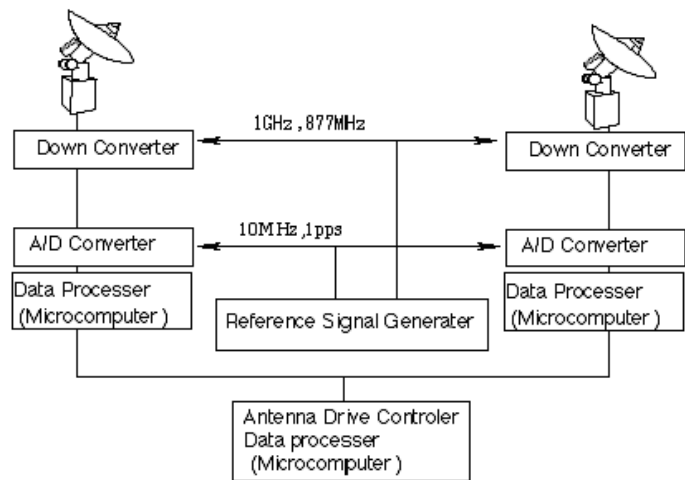 1GHz,877MHz
Down Converter
Down Converter
10MHz,1pps
A/D Converter
A/D Converter
Data Processer
(Microcomputer)
Data Processer
(Microcomputer)
Reference Signal Generater
Antenna Drive Controler
Data processer
(Microcomputer)